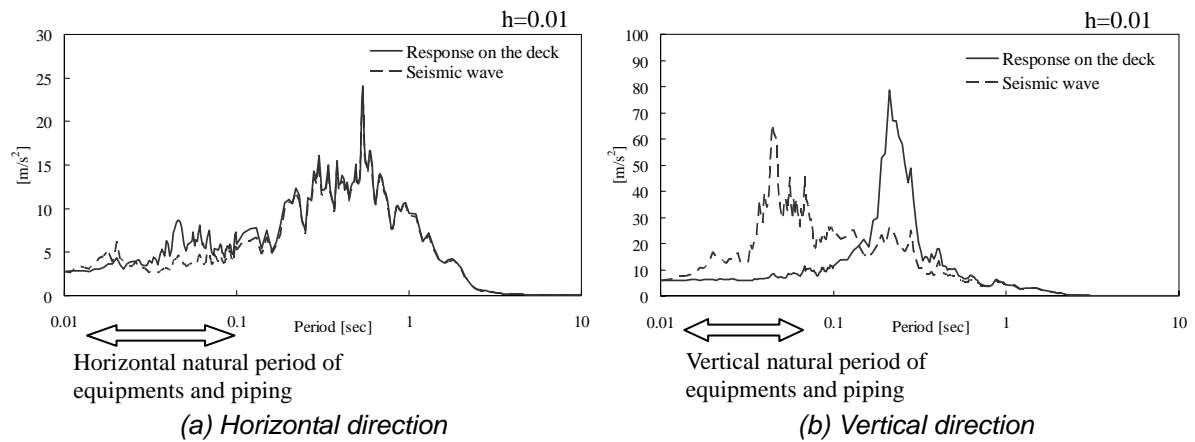 h=0.01
30
25
20
15
10
5
0
[m/s²]
Response on the deck
Seismic wave
0.01
0.1
Period [sec]
1
10
Horizontal natural period of
equipments and piping
(a) Horizontal direction
h=0.01
100
90
80
70
60
50
40
30
20
10
0
[m/s²]
Response on the deck
Seismic wave
0.01
0.1
Period [sec]
1
10
Vertical natural period of
equipments and piping
(b) Vertical direction